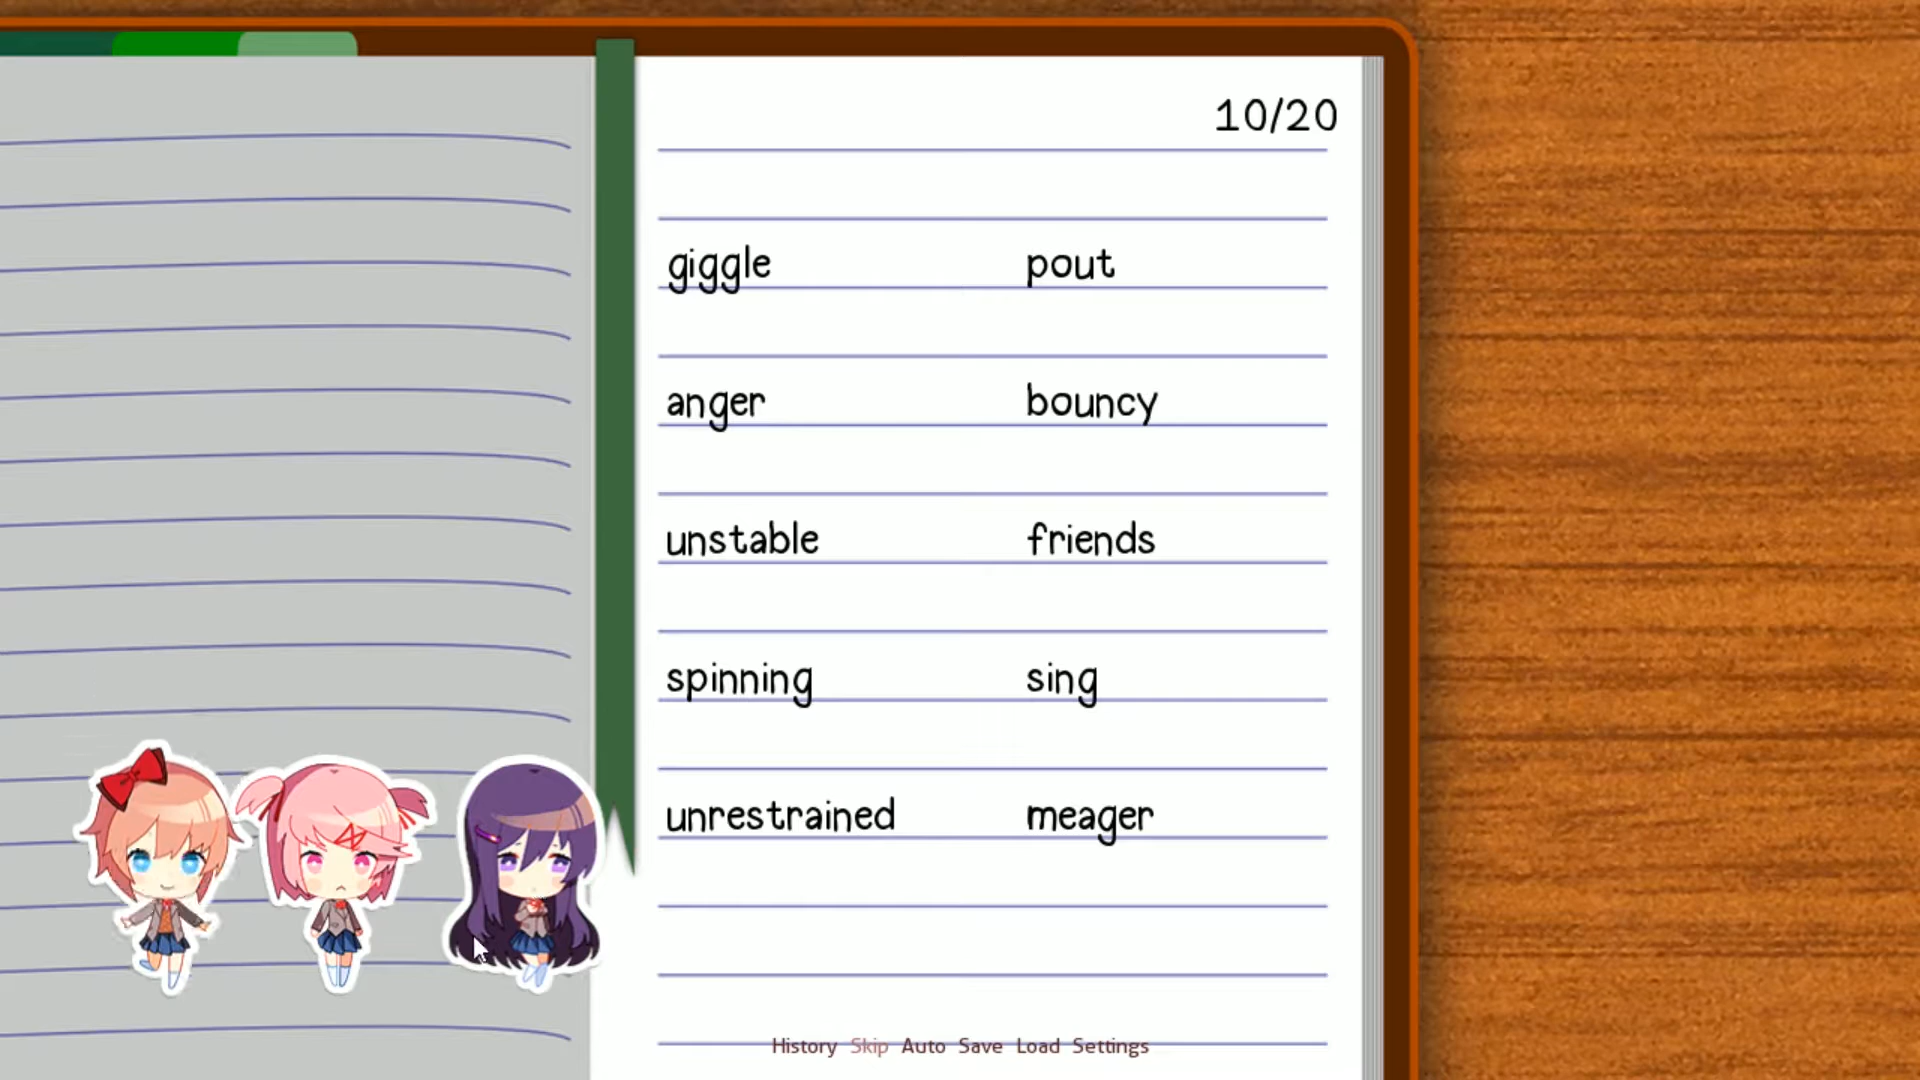 10/20
giggle pout
anger bouncy
unstable friends
spinning sing
unrestrained meager
History Skip Auto Save Load Settings